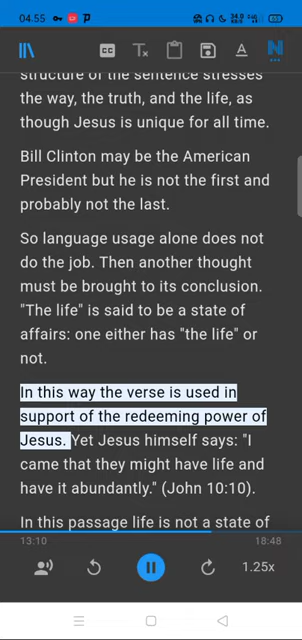 04.55
structure of the sentence stresses
the way, the truth, and the life, as
though Jesus is unique for all time.
Bill Clinton may be the American
President but he is not the first and
probably not the last.
So language usage alone does not
do the job. Then another thought
must be brought to its conclusion.
"The life" is said to be a state of
affairs: one either has "the life" or
not.
In this way the verse is used in
support of the redeeming power of
Jesus. Yet Jesus himself says: "I
came that they might have life and
have it abundantly." (John 10:10).
In this passage life is not a state of
13:10 18:48
1.25x